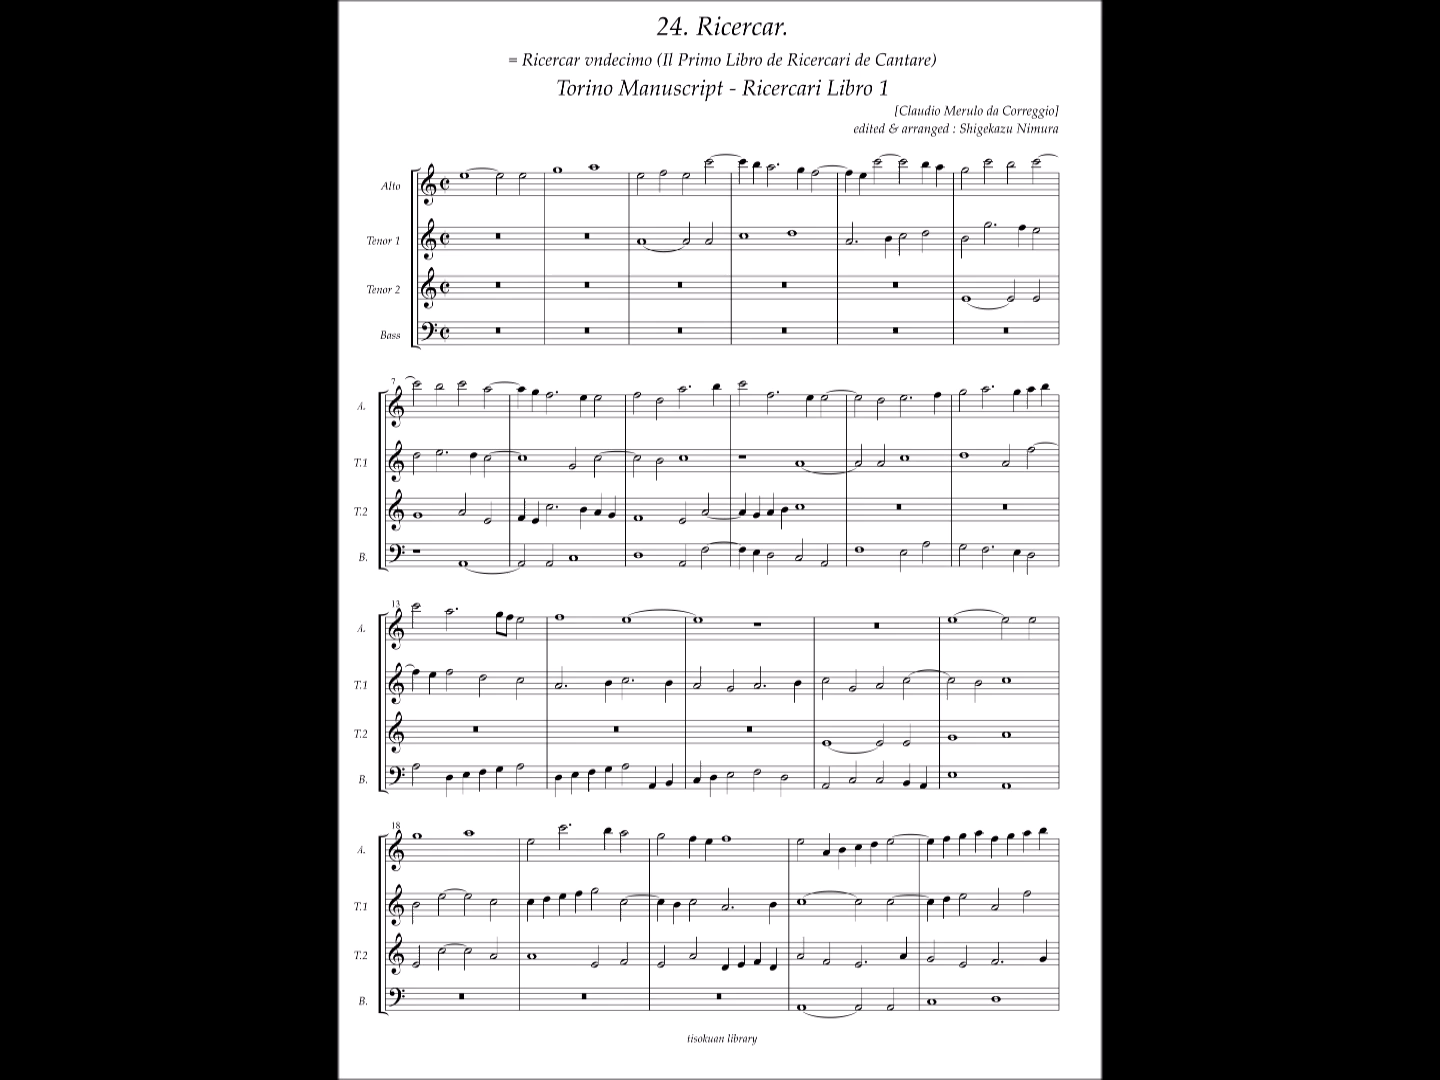 24. Ricercar.
= Ricercar vndecimo (Il Primo Libro de Ricercari de Cantare)
Torino Manuscript - Ricercari Libro 1
[Claudio Merulo da Correggio]
edited & arranged : Shigekazu Nimura
Alto
Tenor 1
Tenor 2
Bass
7
A.
T.1
T.2
B.
13
A.
T.1
T.2
B.
18
A.
T.1
T.2
B.
tisokuan library